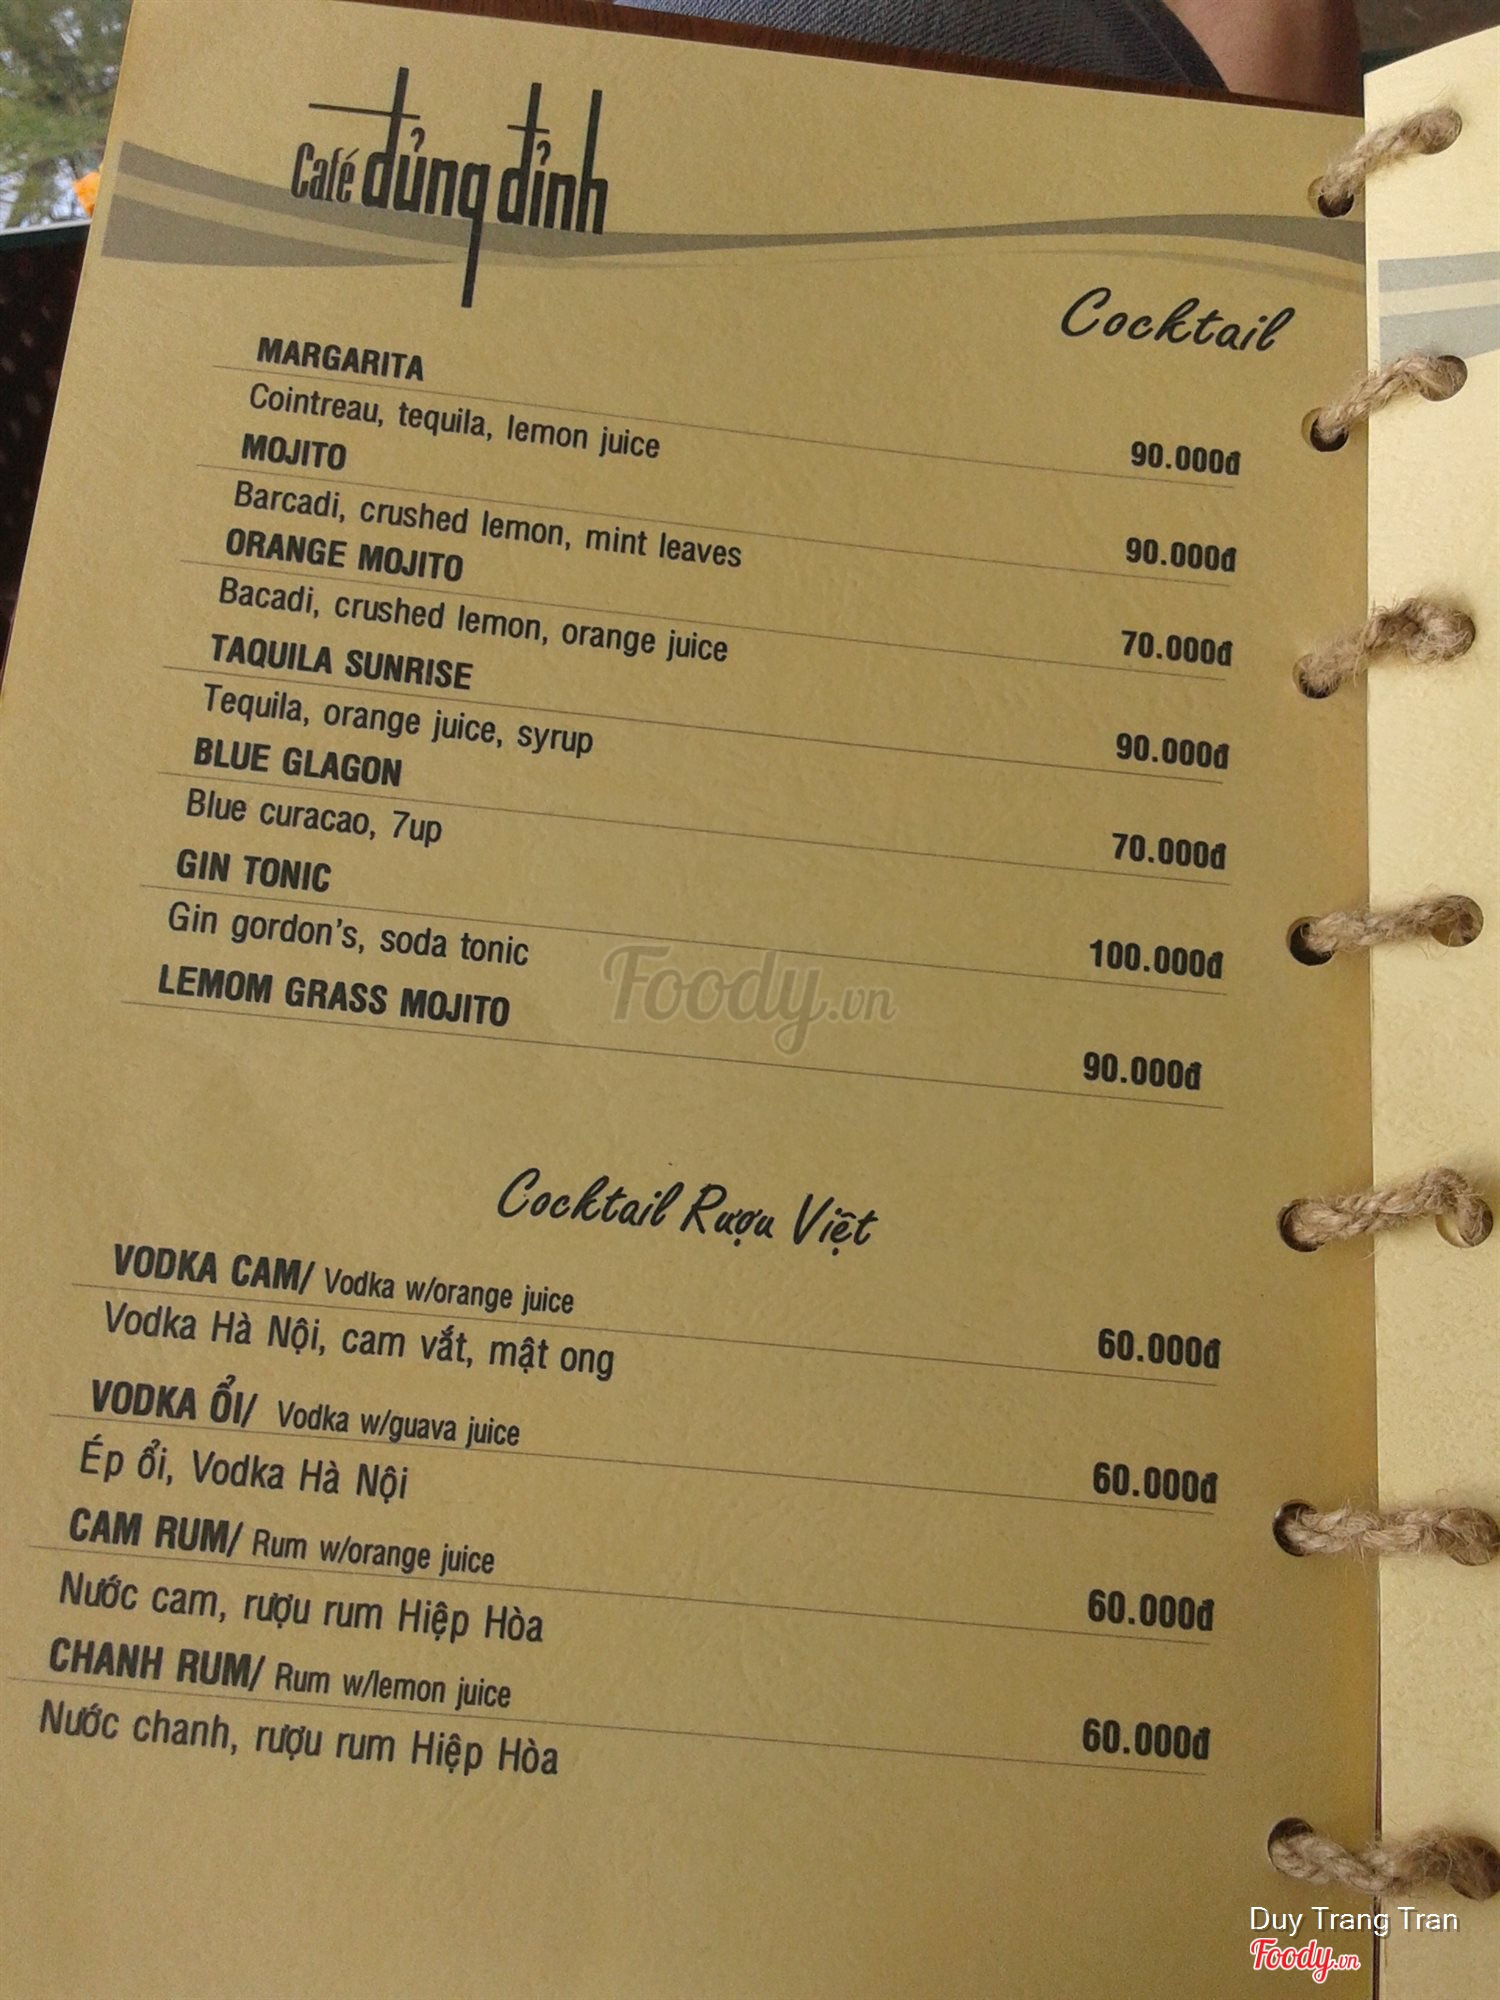 Café đủng đỉnh
Cocktail
MARGARITA
Cointreau, tequila, lemon juice 90.000đ
MOJITO
Barcadi, crushed lemon, mint leaves 90.000đ
ORANGE MOJITO
Bacadi, crushed lemon, orange juice 70.000đ
TAQUILA SUNRISE
Tequila, orange juice, syrup 90.000đ
BLUE GLAGON
Blue curacao, 7up 70.000đ
GIN TONIC
Gin gordon's, soda tonic 100.000đ
LEMOM GRASS MOJITO 90.000đ
Foody.vn
Cocktail Rượu Việt
VODKA CAM/ Vodka w/orange juice 60.000đ
Vodka Hà Nội, cam vắt, mật ong
VODKA ỔI/ Vodka w/guava juice 60.000đ
Ép ổi, Vodka Hà Nội
CAM RUM/ Rum w/orange juice 60.000đ
Nước cam, rượu rum Hiệp Hòa
CHANH RUM/ Rum w/lemon juice 60.000đ
Nước chanh, rượu rum Hiệp Hòa
Duy Trang Tran
Foody.vn